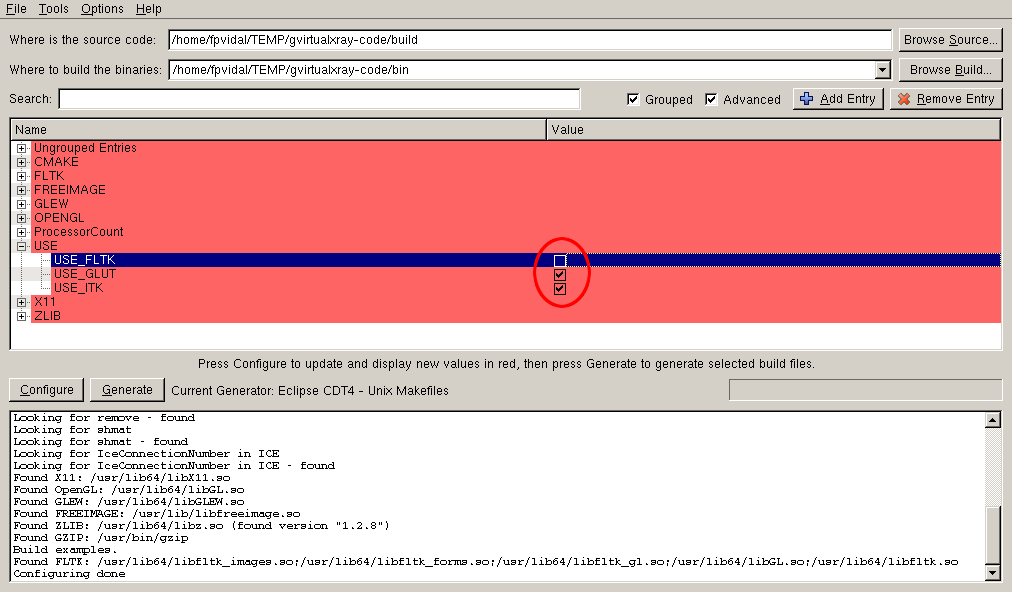 File Tools Options Help
Where is the source code: /home/fpvidal/TEMP/gvirtualxray-code/build Browse Source...
Where to build the binaries: /home/fpvidal/TEMP/gvirtualxray-code/bin Browse Build...
Search: Grouped Advanced Add Entry Remove Entry
Name Value
Ungrouped Entries
CMAKE
FLTK
FREEIMAGE
GLEW
OPENGL
ProcessorCount
USE
USE_FLTK
USE_GLUT
USE_ITK
X11
ZLIB
Press Configure to update and display new values in red, then press Generate to generate selected build files.
Configure Generate Current Generator: Eclipse CDT4 - Unix Makefiles
Looking for remove - found
Looking for shmat
Looking for shmat - found
Looking for IceConnectionNumber in ICE
Looking for IceConnectionNumber in ICE - found
Found X11: /usr/lib64/libX11.so
Found OpenGL: /usr/lib64/libGL.so
Found GLEW: /usr/lib64/libGLEW.so
Found FREEIMAGE: /usr/lib/libfreeimage.so
Found ZLIB: /usr/lib64/libz.so (found version "1.2.8")
Found GZIP: /usr/bin/gzip
Build examples.
Found FLTK: /usr/lib64/libfltk_images.so;/usr/lib64/libfltk_forms.so;/usr/lib64/libfltk_gl.so;/usr/lib64/libGL.so;/usr/lib64/libfltk.so
Configuring done